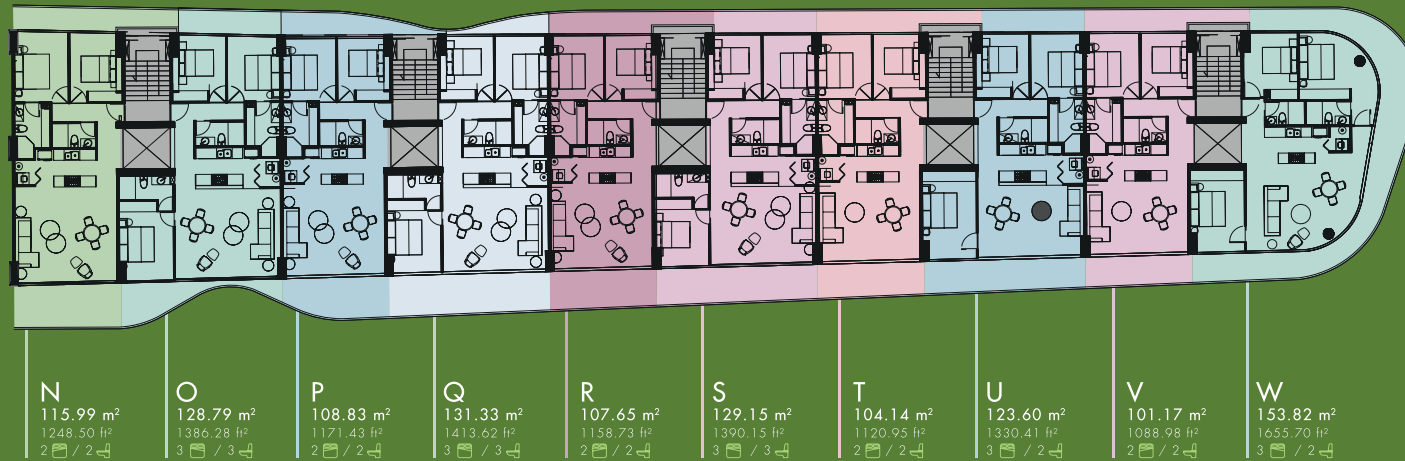 N
115.99 m²
1248.50 ft²
2 / 2
O
128.79 m²
1386.28 ft²
3 / 3
P
108.83 m²
1171.43 ft²
2 / 2
Q
131.33 m²
1413.62 ft²
3 / 3
R
107.65 m²
1158.73 ft²
2 / 2
S
129.15 m²
1390.15 ft²
3 / 3
T
104.14 m²
1120.95 ft²
2 / 2
U
123.60 m²
1330.41 ft²
3 / 2
V
101.17 m²
1088.98 ft²
2 / 2
W
153.82 m²
1655.70 ft²
3 / 2